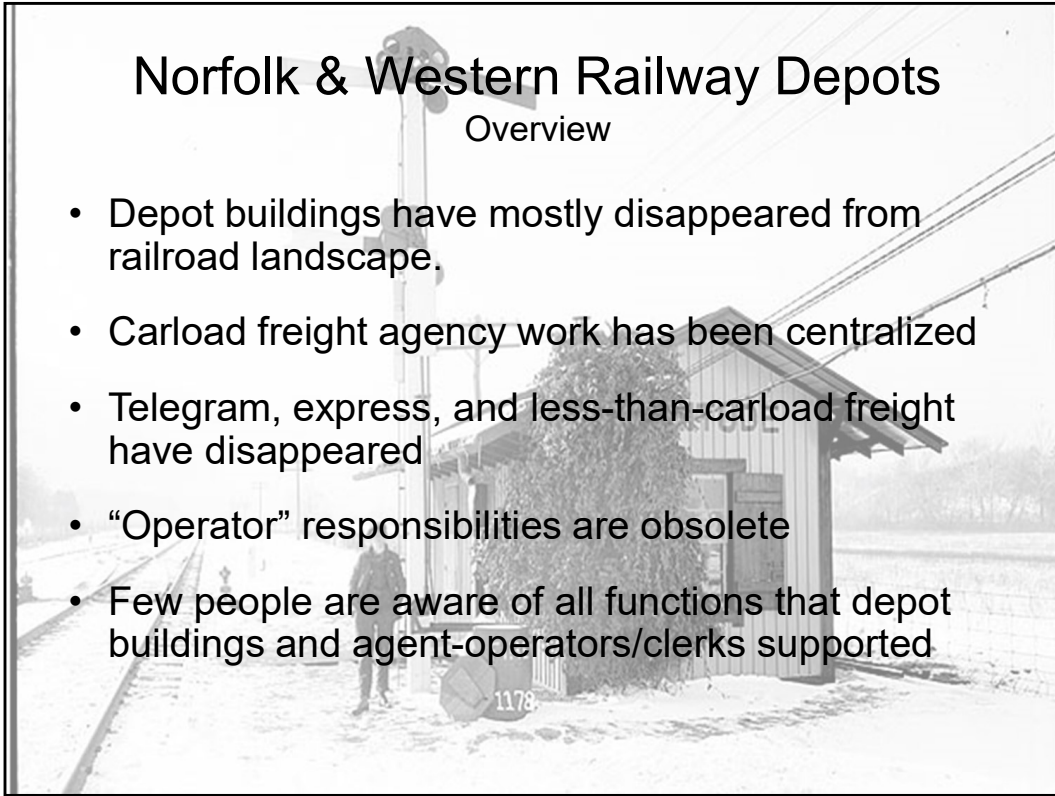 Norfolk & Western Railway Depots
Overview
• Depot buildings have mostly disappeared from
railroad landscape.
• Carload freight agency work has been centralized
• Telegram, express, and less-than-carload freight
have disappeared
• “Operator” responsibilities are obsolete
• Few people are aware of all functions that depot
buildings and agent-operators/clerks supported
1178